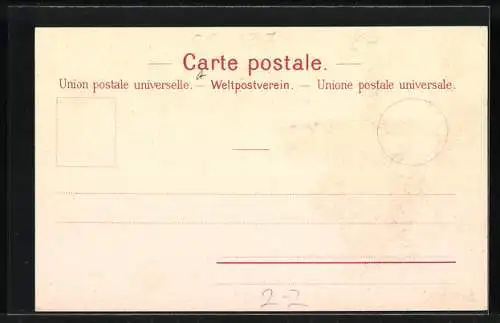 — Carte postale. —
Union postale universelle. — Weltpostverein. — Unione postale universale.
2-2